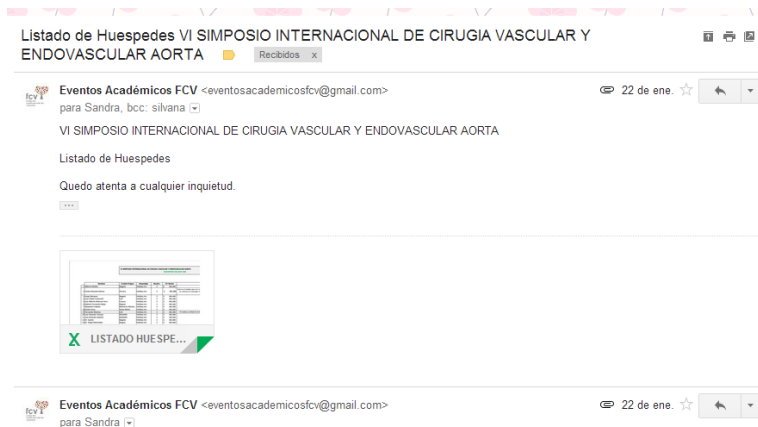 Listado de Huespedes VI SIMPOSIO INTERNACIONAL DE CIRUGIA VASCULAR Y
ENDOVASCULAR AORTA Recibidos x
Eventos Académicos FCV <eventosacademicosfcv@gmail.com> 22 de ene.
para Sandra, bcc: silvana
VI SIMPOSIO INTERNACIONAL DE CIRUGIA VASCULAR Y ENDOVASCULAR AORTA
Listado de Huespedes
Quedo atenta a cualquier inquietud.
...
X LISTADO HUESPE...
fcv
Eventos Académicos FCV <eventosacademicosfcv@gmail.com> 22 de ene.
para Sandra
fcv